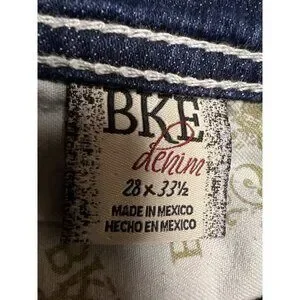 BKE
denim
28 x 33½
MADE IN MEXICO
HECHO EN MEXICO